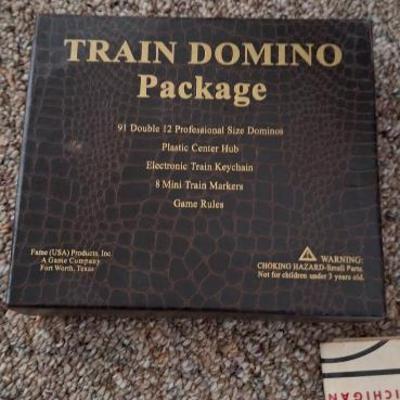 TRAIN DOMINO
Package
91 Double 12 Professional Size Dominos
Plastic Center Hub
Electronic Train Keychain
8 Mini Train Markers
Game Rules
Fame (USA) Products, Inc.
A Game Company
Fort Worth, Texas
WARNING:
CHOKING HAZARD-Small Parts.
Not for children under 3 years old.
ICHIGAN